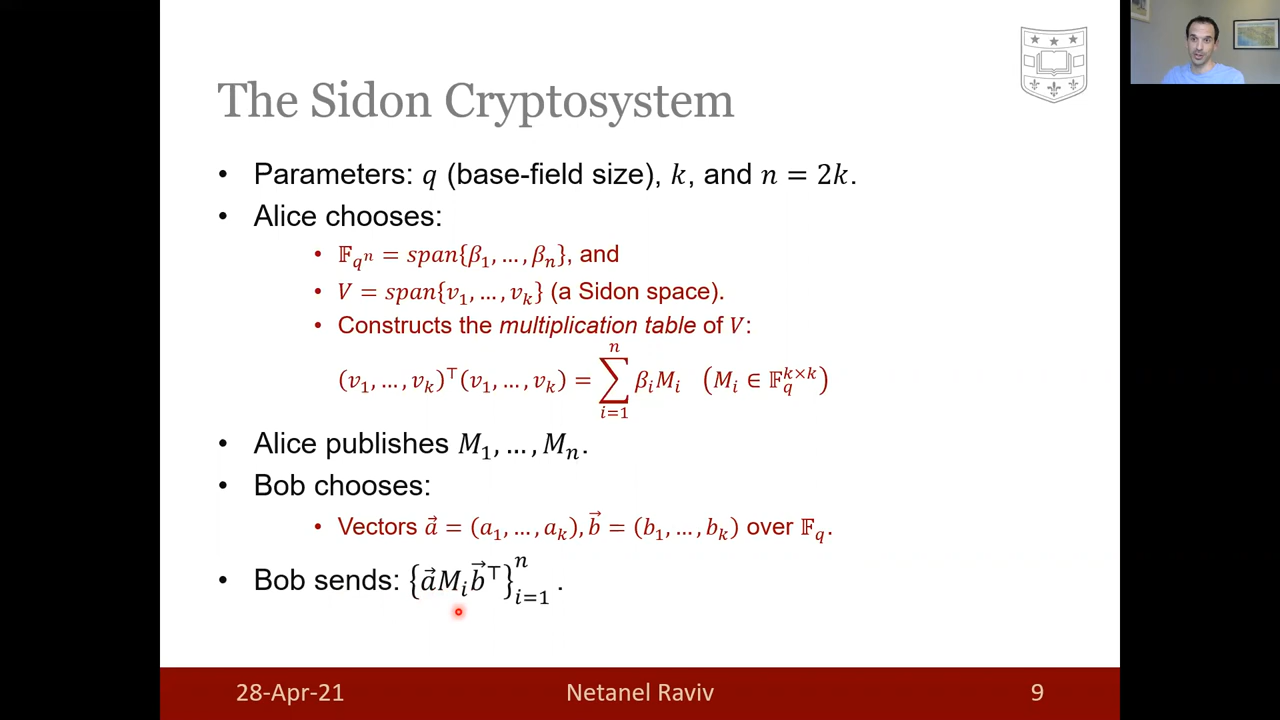 The Sidon Cryptosystem
• Parameters: q (base-field size), k, and n = 2k.
• Alice chooses:
• 𝔽_{q^n} = span{β_1, …, β_n}, and
• V = span{v_1, …, v_k} (a Sidon space).
• Constructs the multiplication table of V:
(v_1, …, v_k)^⊤(v_1, …, v_k) = ∑_{i=1}^{n} β_i M_i (M_i ∈ 𝔽_q^{k×k})
• Alice publishes M_1, …, M_n.
• Bob chooses:
• Vectors a⃗ = (a_1, …, a_k), b⃗ = (b_1, …, b_k) over 𝔽_q.
• Bob sends: {a⃗M_i b⃗^⊤}_{i=1}^{n}.
28-Apr-21 Netanel Raviv 9